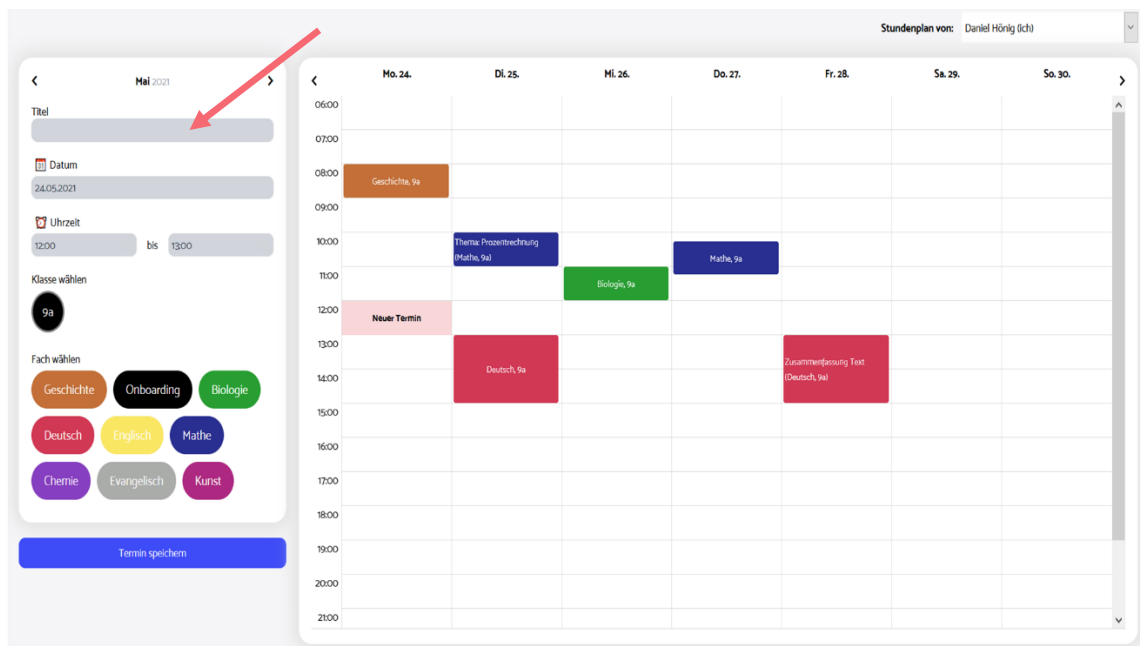 Stundenplan von: Daniel Hönig (ich)
Mai 2021
Titel
Datum
24.05.2021
Uhrzeit
12:00 bis 13:00
Klasse wählen
9a
Fach wählen
Geschichte Onboarding Biologie
Deutsch Englisch Mathe
Chemie Evangelisch Kunst
Termin speichern
Mo. 24. Di. 25. Mi. 26. Do. 27. Fr. 28. Sa. 29. So. 30.
06:00
07:00
08:00
Geschichte, 9a
09:00
10:00
Thema: Prozentrechnung
(Mathe, 9a)
Mathe, 9a
11:00
Biologie, 9a
12:00
Neuer Termin
13:00
Deutsch, 9a
Zusammenfassung Text
(Deutsch, 9a)
14:00
15:00
16:00
17:00
18:00
19:00
20:00
21:00